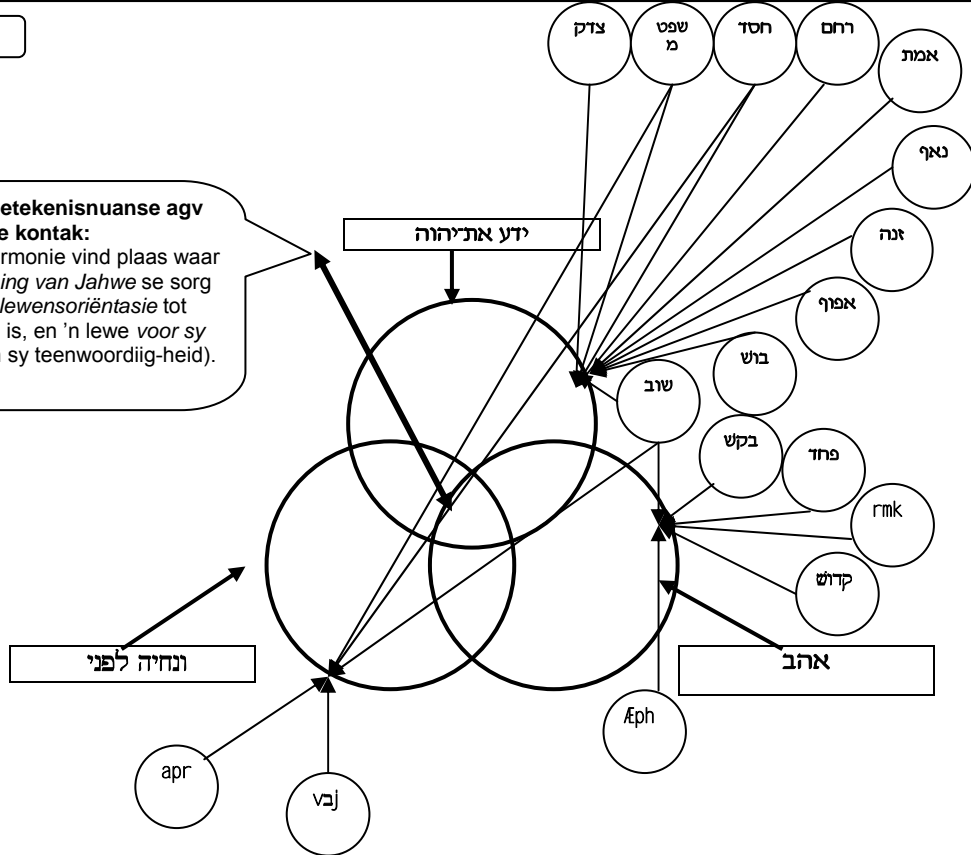 צדק
שפט
מ
חסד
רחם
אמת
נאף
זנה
אפוף
בוש
שוב
בקש
פחד
rmk
קדוש
ידע את־יהוה
etekenisnuanse agv
e kontak:
rmonie vind plaas waar
ing van Jahwe se sorg
lewensoriëntasie tot
is, en 'n lewe voor sy
sy teenwoordiig-heid).
ונחיה לפני
אהב
Æph
apr
vבj